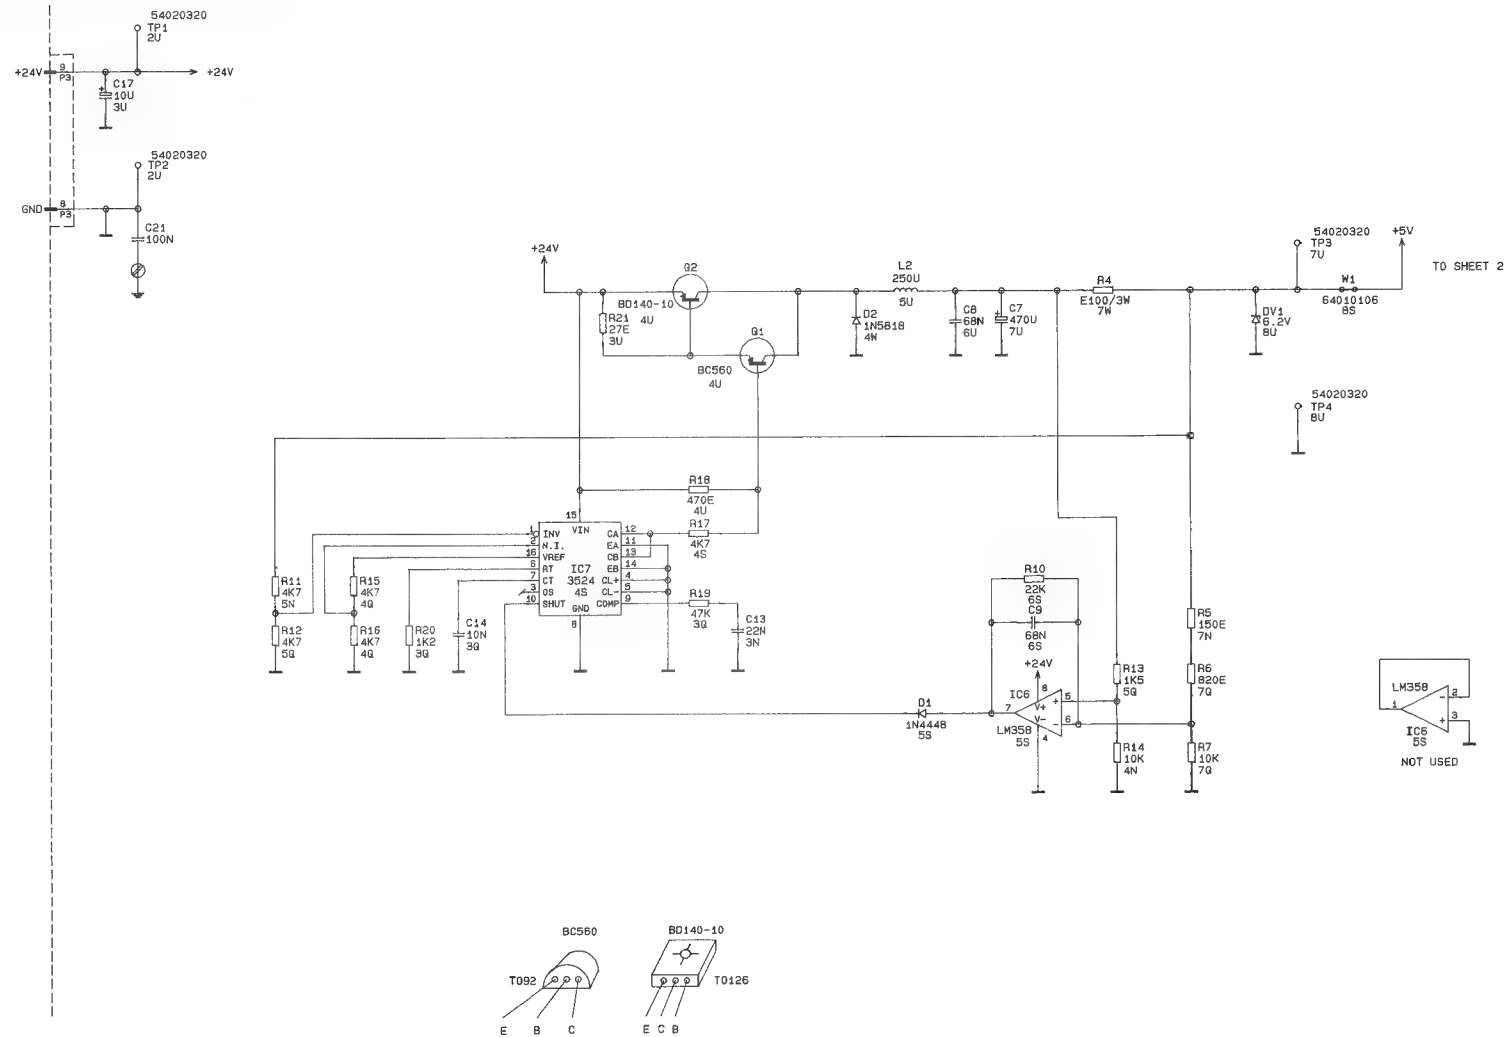 54020320
TP1
2U
+24V
9
P3
+24V
C17
10U
3U
54020320
TP2
2U
GND
8
P3
C21
100N
+24V
Q2
BD140-10
4U
R21
27E
3U
Q1
BC560
4U
D2
1N5818
4W
L2
250U
5U
C8
68N
6U
C7
470U
7U
R4
E100/3W
7W
54020320
TP3
7U
DV1
6.2V
8U
W1
64010106
8S
+5V
TO SHEET 2
54020320
TP4
8U
R18
470E
4U
R17
4K7
4S
15
VIN
1
INV
2
N.I.
16
VREF
6
RT
7
CT
3
OS
10
SHUT
IC7
3524
4S
GND
8
CA
12
EA
11
CB
13
EB
14
CL+
4
CL-
5
COMP
9
R11
4K7
5N
R12
4K7
5Q
R15
4K7
4Q
R16
4K7
4Q
R20
1K2
3Q
C14
10N
3Q
R19
47K
3Q
C13
22N
3N
R10
22K
6S
C9
68N
6S
+24V
8
IC6
7
V+
V-
+
5
-
6
LM358
5S
4
D1
1N4448
5S
R13
1K5
5Q
R14
10K
4N
R5
150E
7N
R6
820E
7Q
R7
10K
7Q
LM358
1
-
2
+
3
IC6
5S
NOT USED
BC560
TO92
E B C
BD140-10
TO126
E C B